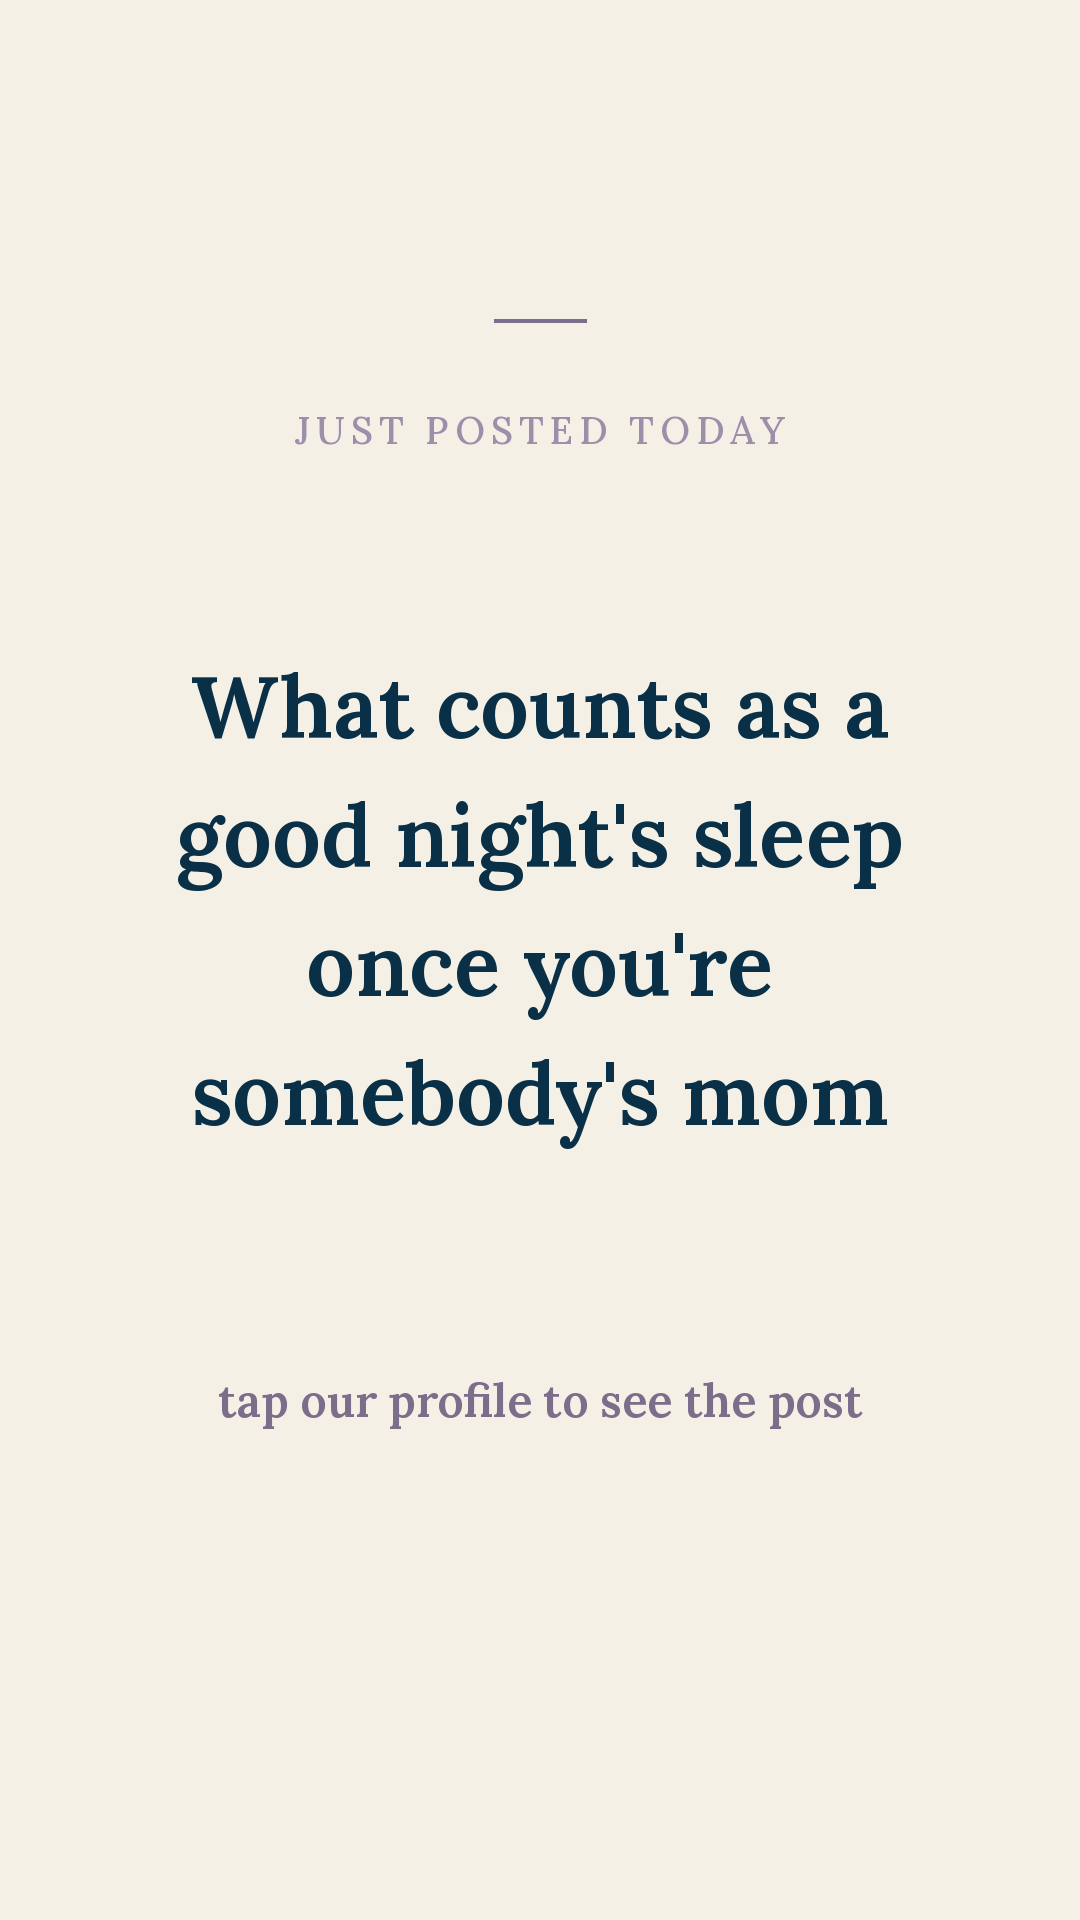 JUST POSTED TODAY
What counts as a
good night's sleep
once you're
somebody's mom
tap our profile to see the post